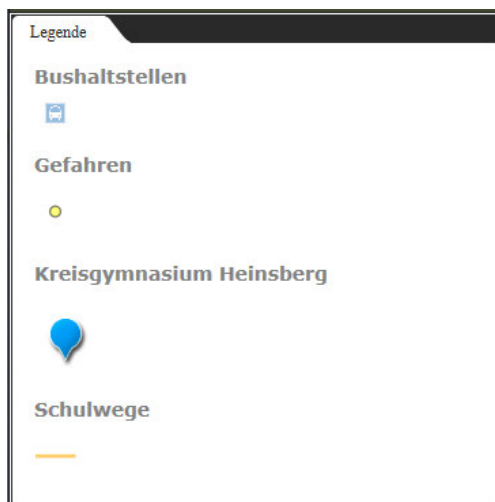 Legende
Bushaltstellen
Gefahren
Kreisgymnasium Heinsberg
Schulwege